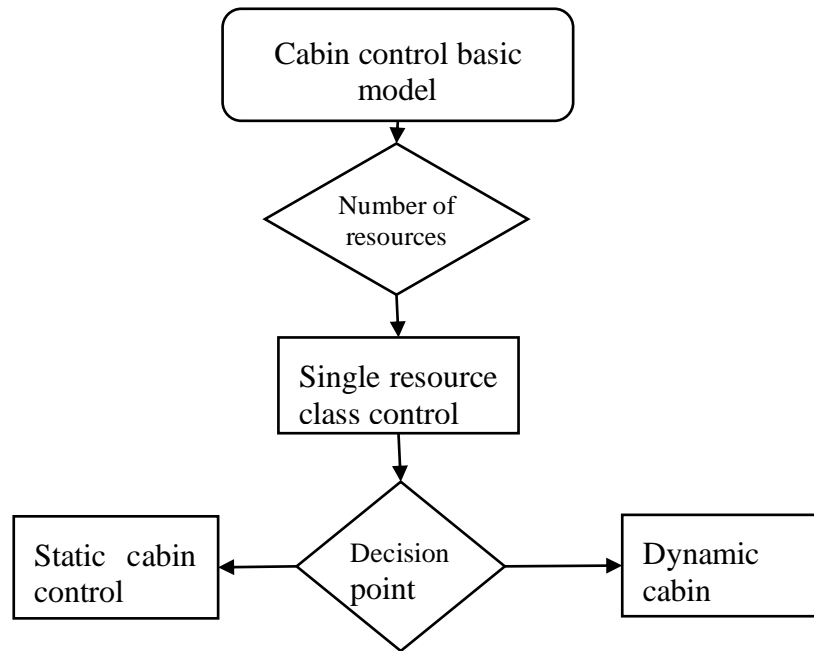 Cabin control basic
model
Number of
resources
Single resource
class control
Decision
point
Static cabin
control
Dynamic
cabin